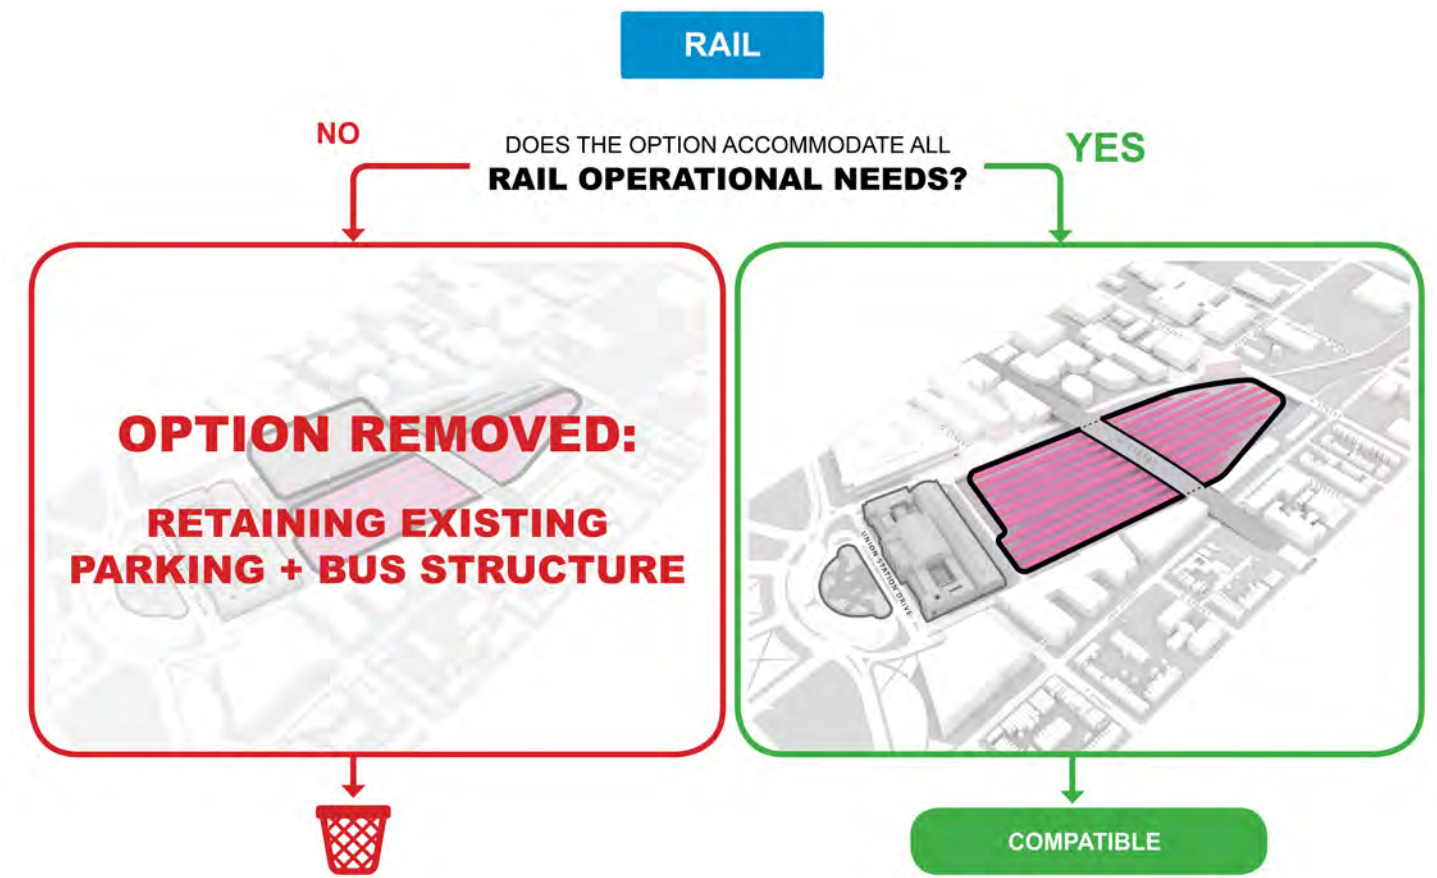 RAIL
NO
DOES THE OPTION ACCOMMODATE ALL
RAIL OPERATIONAL NEEDS?
YES
OPTION REMOVED:
RETAINING EXISTING
PARKING + BUS STRUCTURE
UNION STATION DRIVE
COMPATIBLE